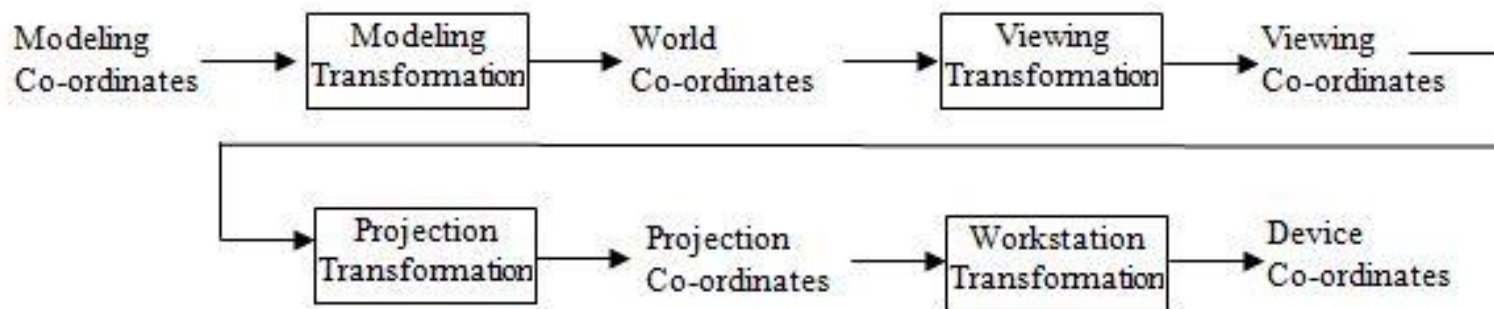 Modeling
Co-ordinates
Modeling
Transformation
World
Co-ordinates
Viewing
Transformation
Viewing
Co-ordinates
Projection
Transformation
Projection
Co-ordinates
Workstation
Transformation
Device
Co-ordinates